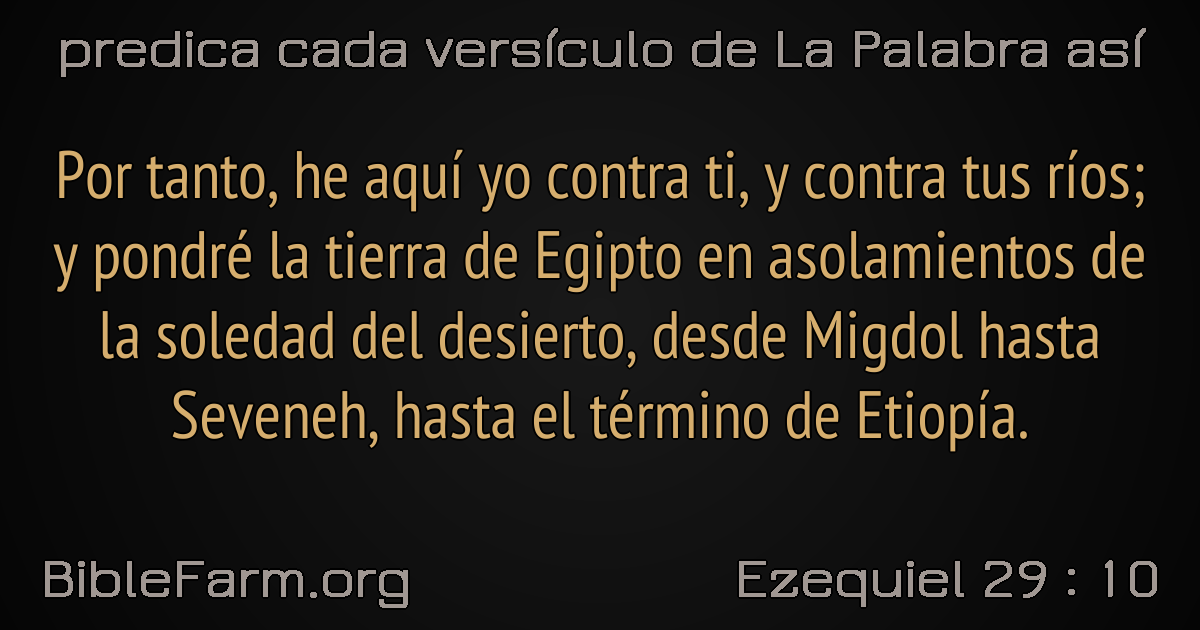 predica cada versículo de La Palabra así
Por tanto, he aquí yo contra ti, y contra tus ríos;
y pondré la tierra de Egipto en asolamientos de
la soledad del desierto, desde Migdol hasta
Seveneh, hasta el término de Etiopía.
BibleFarm.org
Ezequiel 29 : 10